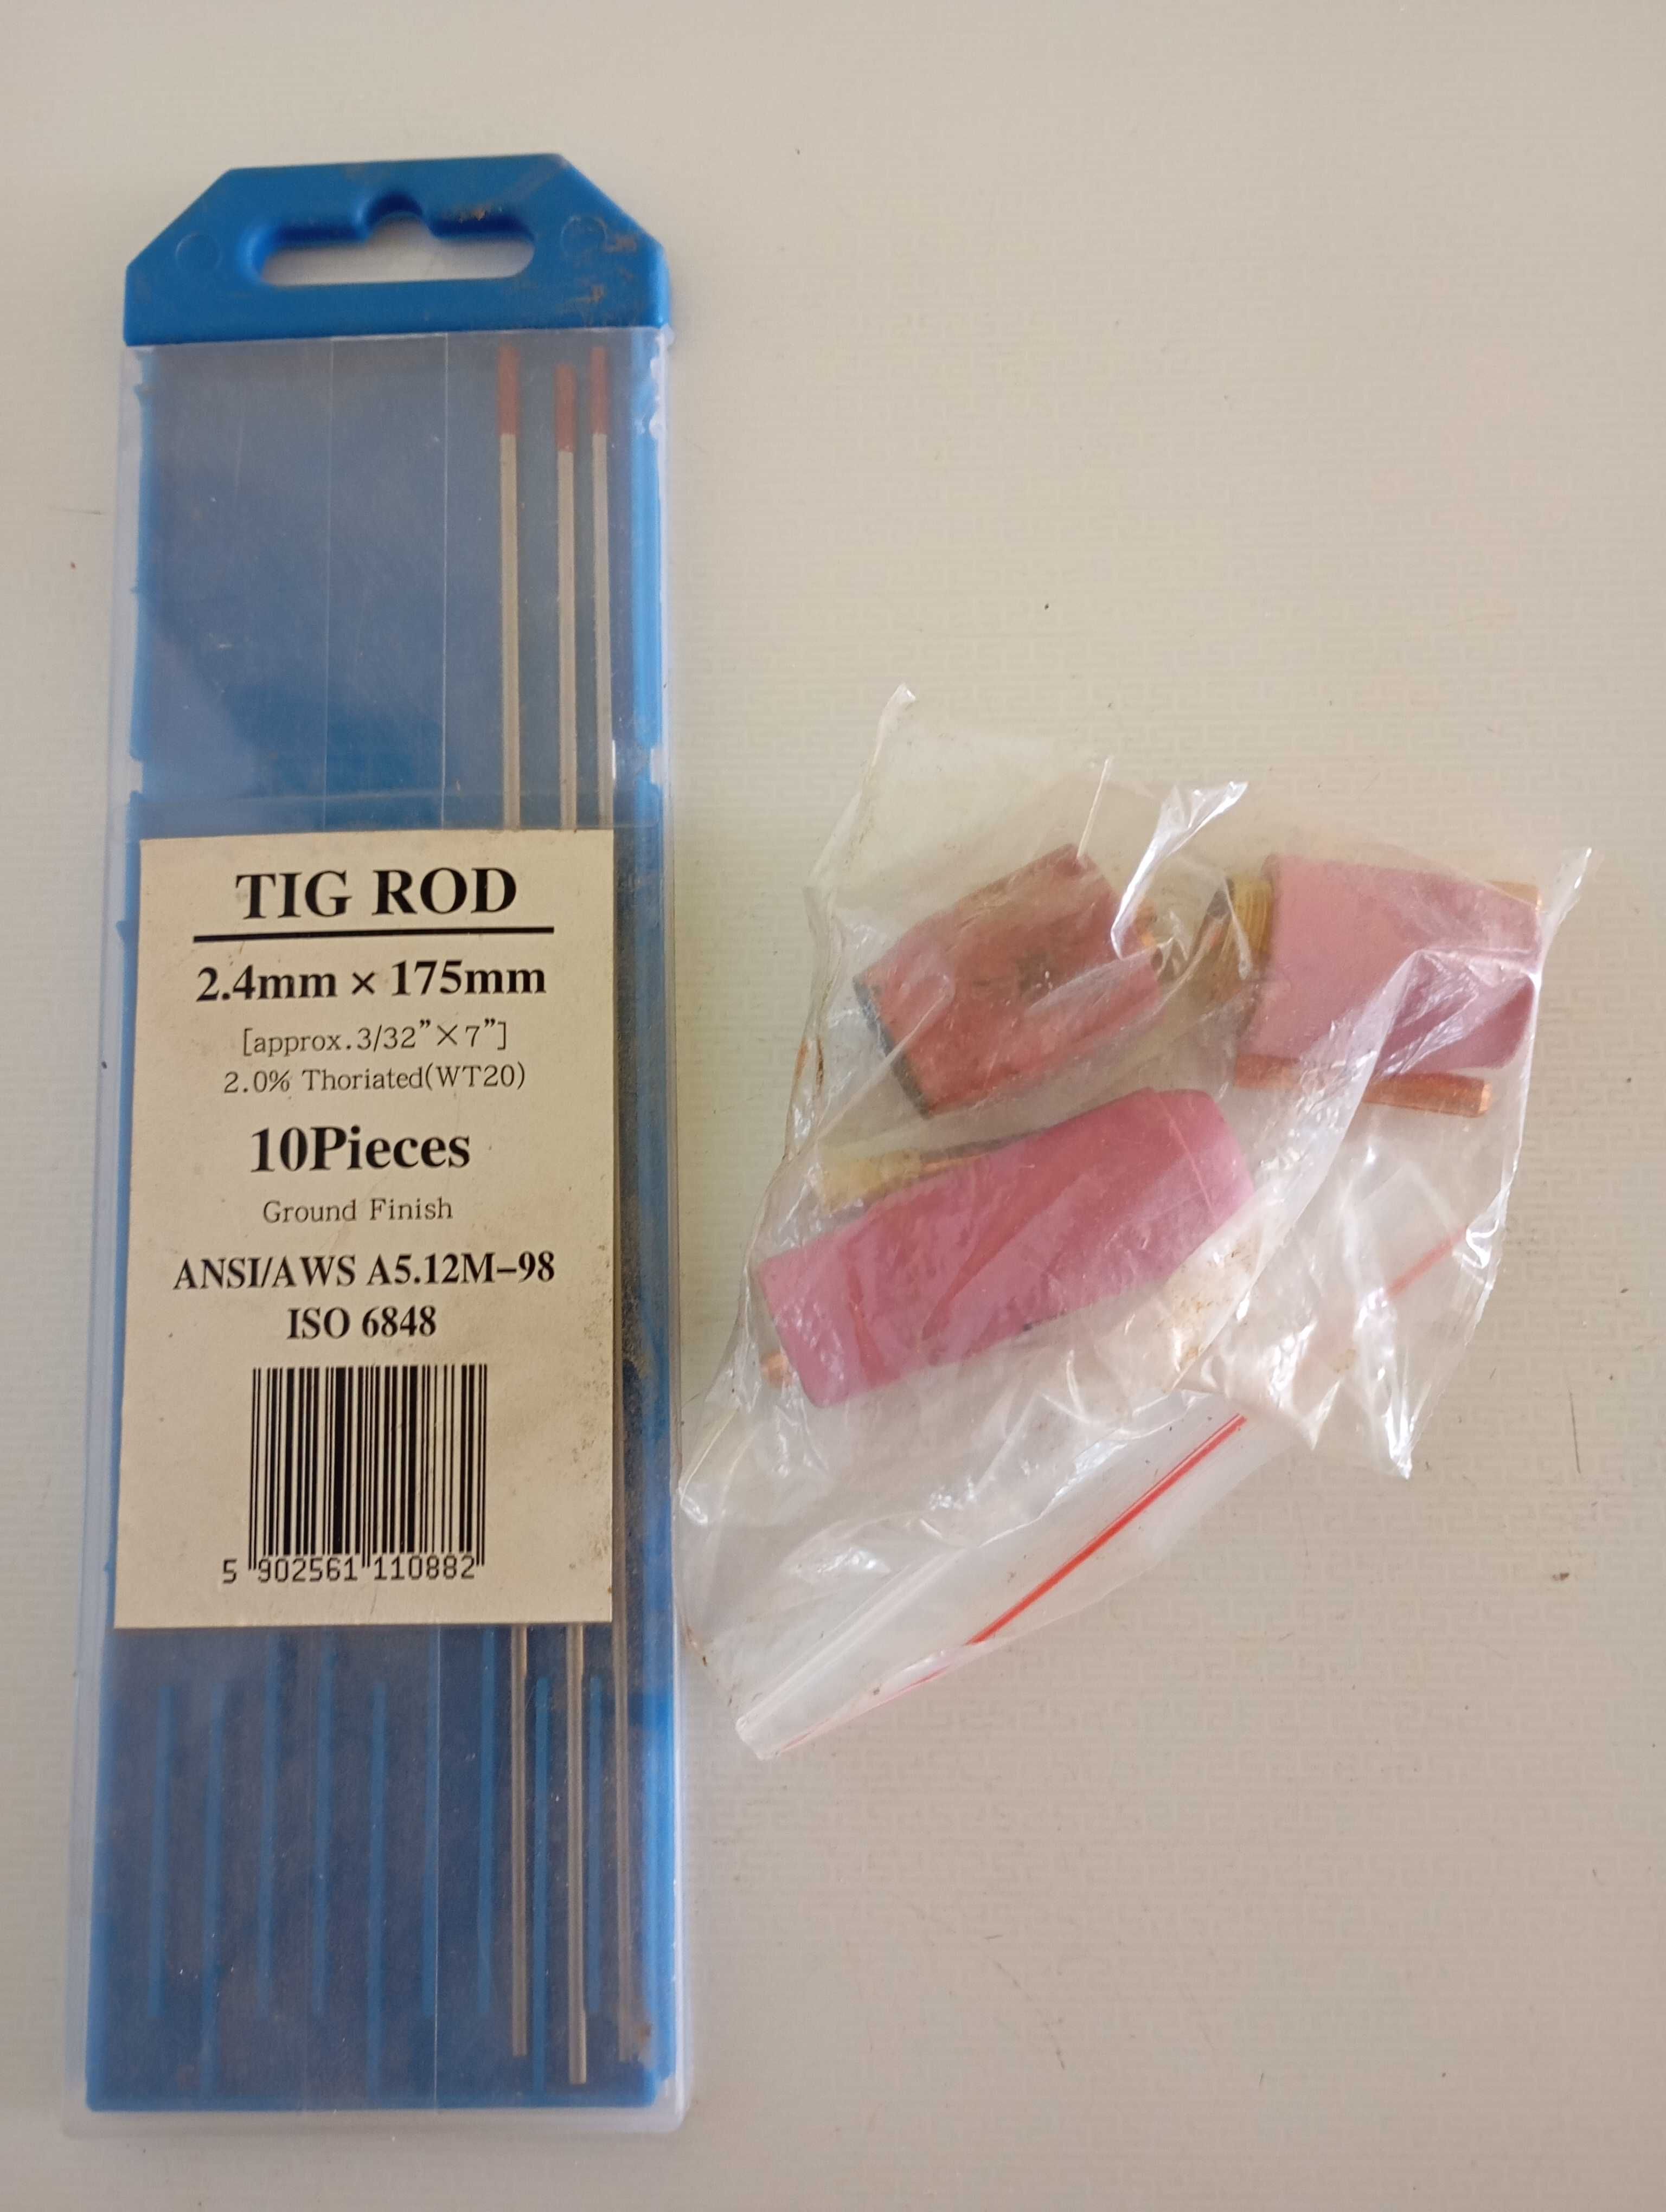 TIG ROD
2.4mm × 175mm
[approx.3/32”×7”]
2.0% Thoriated(WT20)
10Pieces
Ground Finish
ANSI/AWS A5.12M–98
ISO 6848
5 902561 110882